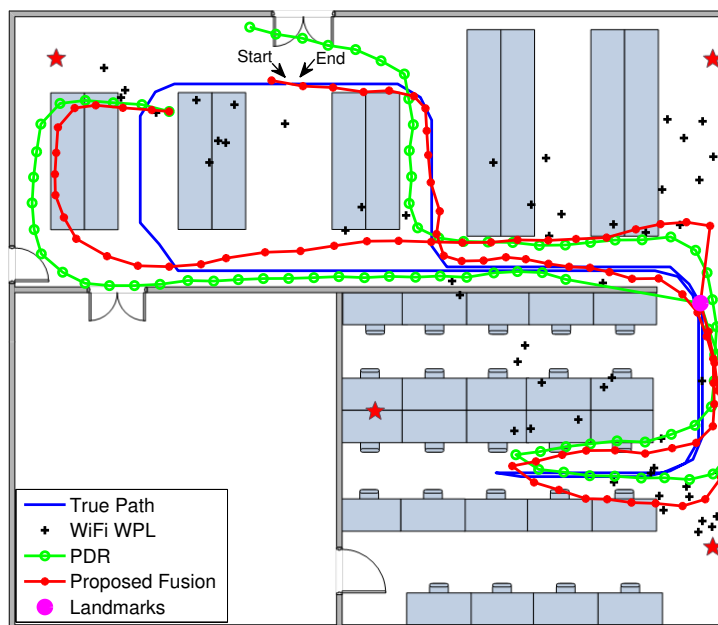 Start End
True Path
WiFi WPL
PDR
Proposed Fusion
Landmarks